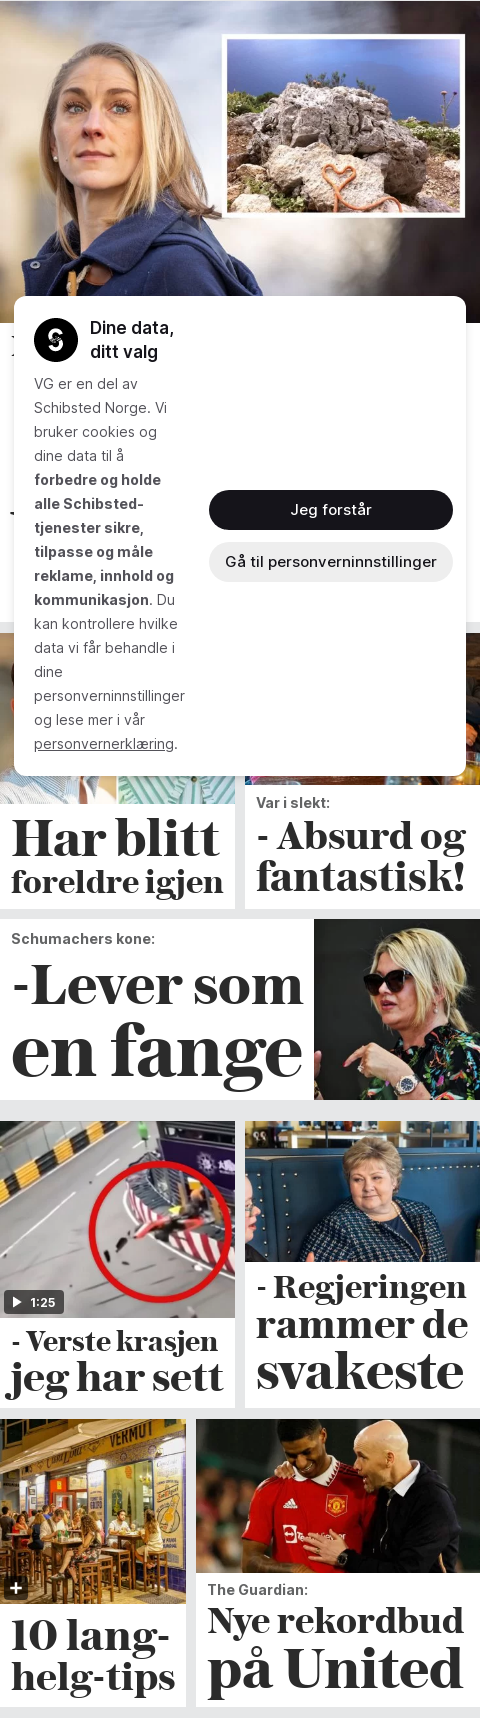 Dine data,
ditt valg
VG er en del av
Schibsted Norge. Vi
bruker cookies og
dine data til å
forbedre og holde
alle Schibsted-
tjenester sikre,
tilpasse og måle
reklame, innhold og
kommunikasjon. Du
kan kontrollere hvilke
data vi får behandle i
dine
personverninnstillinger
og lese mer i vår
personvernerklæring.
Jeg forstår
Gå til personverninnstillinger
Har blitt
foreldre igjen
Var i slekt:
- Absurd og
fantastisk!
Schumachers kone:
-Lever som
en fange
1:25
- Verste krasjen
jeg har sett
- Regjeringen
rammer de
svakeste
VERMUT
10 lang-
helg-tips
The Guardian:
Nye rekordbud
på United